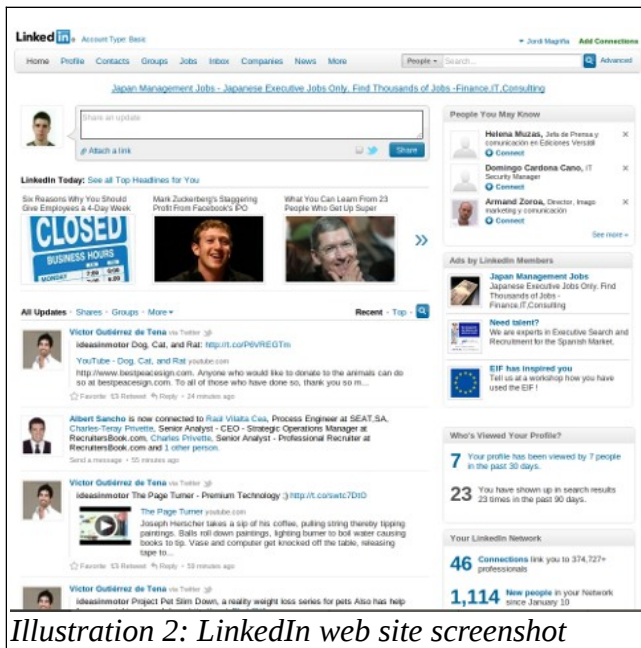 Linked in® Account Type: Basic
Jordi Magriña Add Connections
Home Profile Contacts Groups Jobs Inbox Companies News More
People Search... Advanced
Japan Management Jobs - Japanese Executive Jobs Only. Find Thousands of Jobs -Finance,IT,Consulting
Share an update
Attach a link
Share
LinkedIn Today: See all Top Headlines for You
Six Reasons Why You Should
Give Employees a 4-Day Week
Mark Zuckerberg's Staggering
Profit From Facebook's IPO
What You Can Learn From 23
People Who Get Up Super
CLOSED
BUSINESS HOURS
MONDAY 7:00
All Updates · Shares · Groups · More
Recent · Top ·
Victor Gutiérrez de Tena via Twitter
ideasinmotor Dog, Cat, and Rat: http://t.co/P6VREGTm
YouTube - Dog, Cat, and Rat youtube.com
http://www.bestpeacesign.com. Anyone who would like to donate to the animals can do
so at bestpeacesign.com. To all of those who have done so, thank you so m...
Favorite Retweet Reply · 24 minutes ago
Albert Sancho is now connected to Raúl Vilalta Cea, Process Engineer at SEAT,SA,
Charles-Teray Privette, Senior Analyst - CEO - Strategic Operations Manager at
RecruitersBook.com, Charles Privette, Senior Analyst - Professional Recruiter at
RecruitersBook.com and 1 other person.
Send a message · 55 minutes ago
Victor Gutiérrez de Tena via Twitter
ideasinmotor The Page Turner - Premium Technology ;) http://t.co/swtc7DtO
The Page Turner youtube.com
Joseph Herscher takes a sip of his coffee, pulling string thereby tipping
paintings. Balls roll down paintings, lighting burner to boil water causing
books to tip. Vase and computer get knocked off the table, releasing
tape to...
Favorite Retweet Reply · 59 minutes ago
Victor Gutiérrez de Tena via Twitter
ideasinmotor Project Pet Slim Down, a reality weight loss series for pets Also has help
People You May Know
Helena Muzas, Jefa de Prensa y
comunicación en Ediciones Versátil
Connect
Domingo Cardona Cano, IT
Security Manager
Connect
Armand Zoroa, Director, Imago
marketing y comunicación
Connect
See more »
Ads by LinkedIn Members
Japan Management Jobs
Japanese Executive Jobs Only. Find
Thousands of Jobs -
Finance,IT,Consulting
Need talent?
We are experts in Executive Search and
Recruitment for the Spanish Market.
EIF has inspired you
Tell us at a workshop how you have
used the EIF !
Who's Viewed Your Profile?
7 Your profile has been viewed by 7 people
in the past 30 days.
23 You have shown up in search results
23 times in the past 90 days.
Your LinkedIn Network
46 Connections link you to 374,727+
professionals
1,114 New people in your Network
since January 10
Illustration 2: LinkedIn web site screenshot